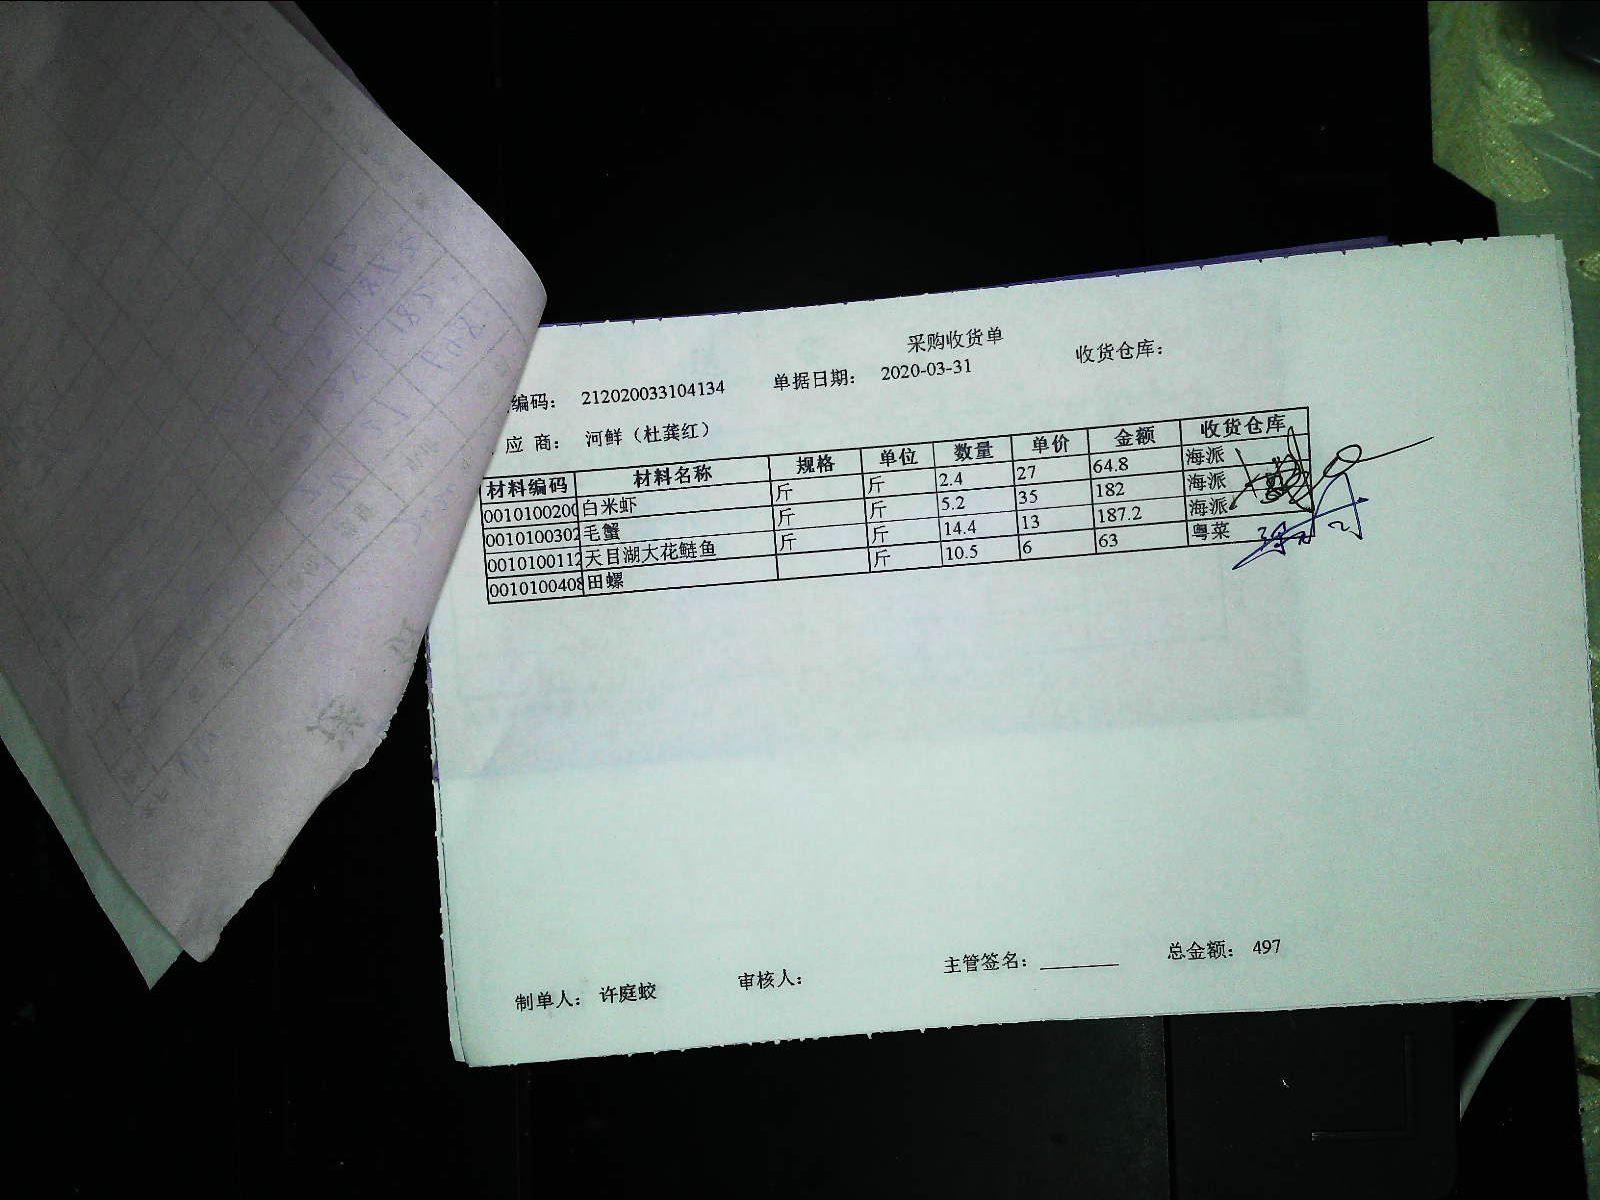 采购收货单
编码： 212020033104134 单据日期： 2020-03-31 收货仓库：
应 商： 河鲜（杜龚红）
材料编码 材料名称 规格 单位 数量 单价 金额 收货仓库
001010020 白米虾 斤 斤 2.4 27 64.8 海派
0010100302 毛蟹 斤 斤 5.2 35 182 海派
0010100112 天目湖大花鲢鱼 斤 斤 14.4 13 187.2 海派
0010100408 田螺 斤 10.5 6 63 粤菜
制单人： 许庭蛟 审核人： 主管签名： 总金额： 497